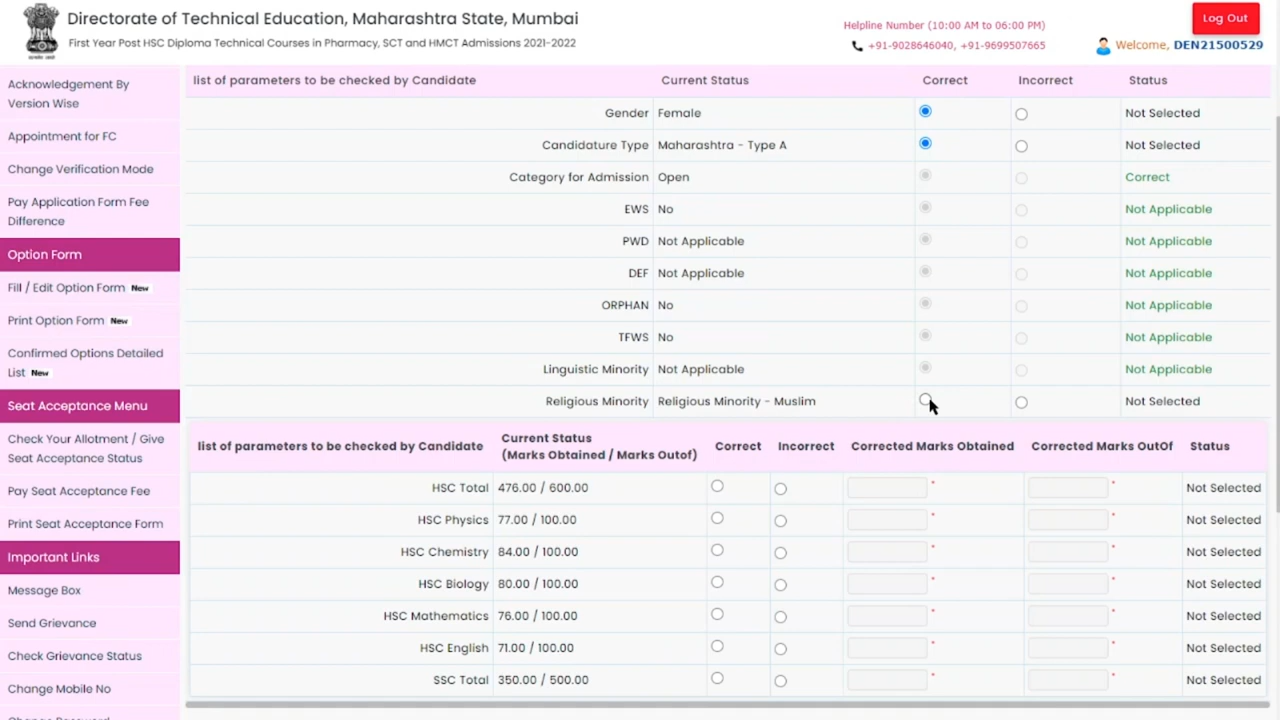 Directorate of Technical Education, Maharashtra State, Mumbai
First Year Post HSC Diploma Technical Courses in Pharmacy, SCT and HMCT Admissions 2021-2022
Helpline Number (10:00 AM to 06:00 PM)
+91-9028646040, +91-9699507665
Log Out
Welcome, DEN21500529
Acknowledgement By
Version Wise
Appointment for FC
Change Verification Mode
Pay Application Form Fee
Difference
Option Form
Fill / Edit Option Form New
Print Option Form New
Confirmed Options Detailed
List New
Seat Acceptance Menu
Check Your Allotment / Give
Seat Acceptance Status
Pay Seat Acceptance Fee
Print Seat Acceptance Form
Important Links
Message Box
Send Grievance
Check Grievance Status
Change Mobile No
list of parameters to be checked by Candidate Current Status Correct Incorrect Status
Gender Female Not Selected
Candidature Type Maharashtra - Type A Not Selected
Category for Admission Open Correct
EWS No Not Applicable
PWD Not Applicable Not Applicable
DEF Not Applicable Not Applicable
ORPHAN No Not Applicable
TFWS No Not Applicable
Linguistic Minority Not Applicable Not Applicable
Religious Minority Religious Minority - Muslim Not Selected
list of parameters to be checked by Candidate Current Status (Marks Obtained / Marks Outof) Correct Incorrect Corrected Marks Obtained Corrected Marks OutOf Status
HSC Total 476.00 / 600.00 * * Not Selected
HSC Physics 77.00 / 100.00 * * Not Selected
HSC Chemistry 84.00 / 100.00 * * Not Selected
HSC Biology 80.00 / 100.00 * * Not Selected
HSC Mathematics 76.00 / 100.00 * * Not Selected
HSC English 71.00 / 100.00 * * Not Selected
SSC Total 350.00 / 500.00 * * Not Selected